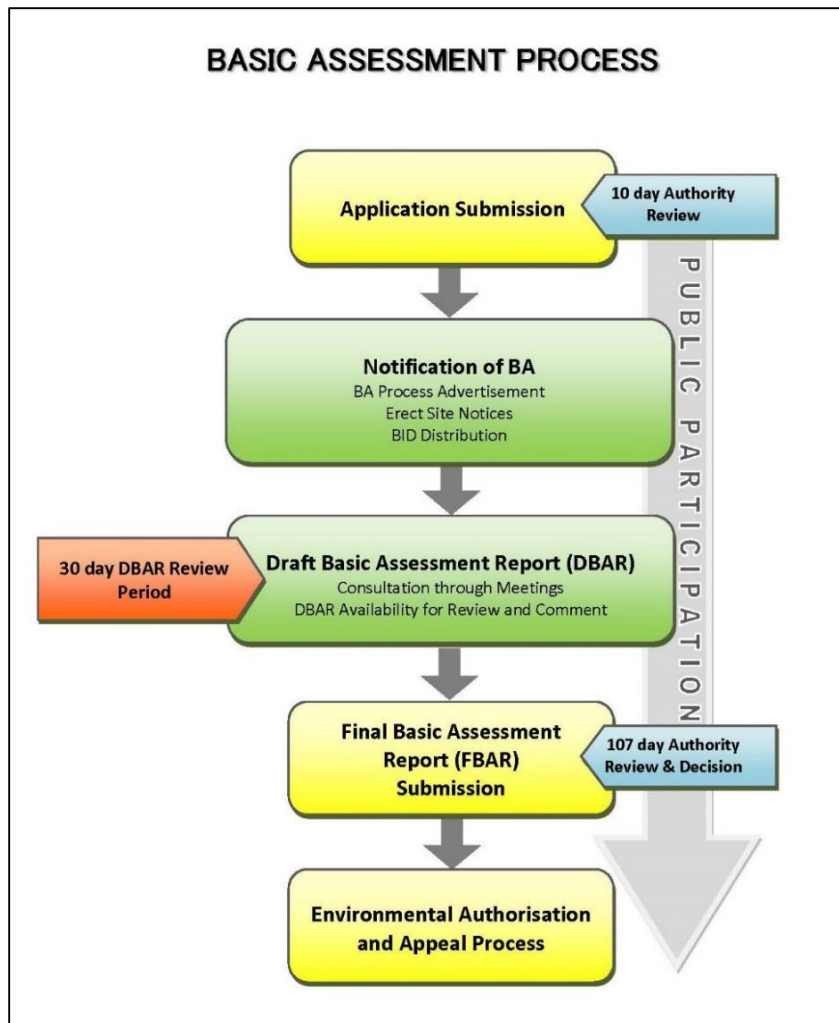 BASIC ASSESSMENT PROCESS
Application Submission
10 day Authority
Review
Notification of BA
BA Process Advertisement
Erect Site Notices
BID Distribution
30 day DBAR Review
Period
Draft Basic Assessment Report (DBAR)
Consultation through Meetings
DBAR Availability for Review and Comment
Final Basic Assessment
Report (FBAR)
Submission
107 day Authority
Review & Decision
Environmental Authorisation
and Appeal Process
PUBLIC PARTICIPATION